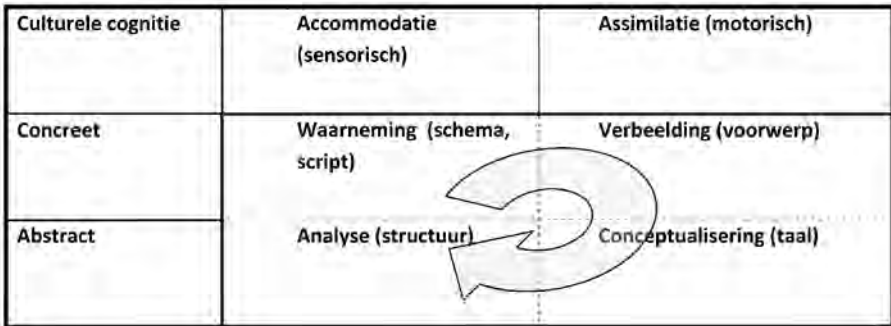 Culturele cognitie
Accommodatie
(sensorisch)
Assimilatie (motorisch)
Concreet
Waarneming (schema,
script)
Verbeelding (voorwerp)
Abstract
Analyse (structuur)
Conceptualisering (taal)